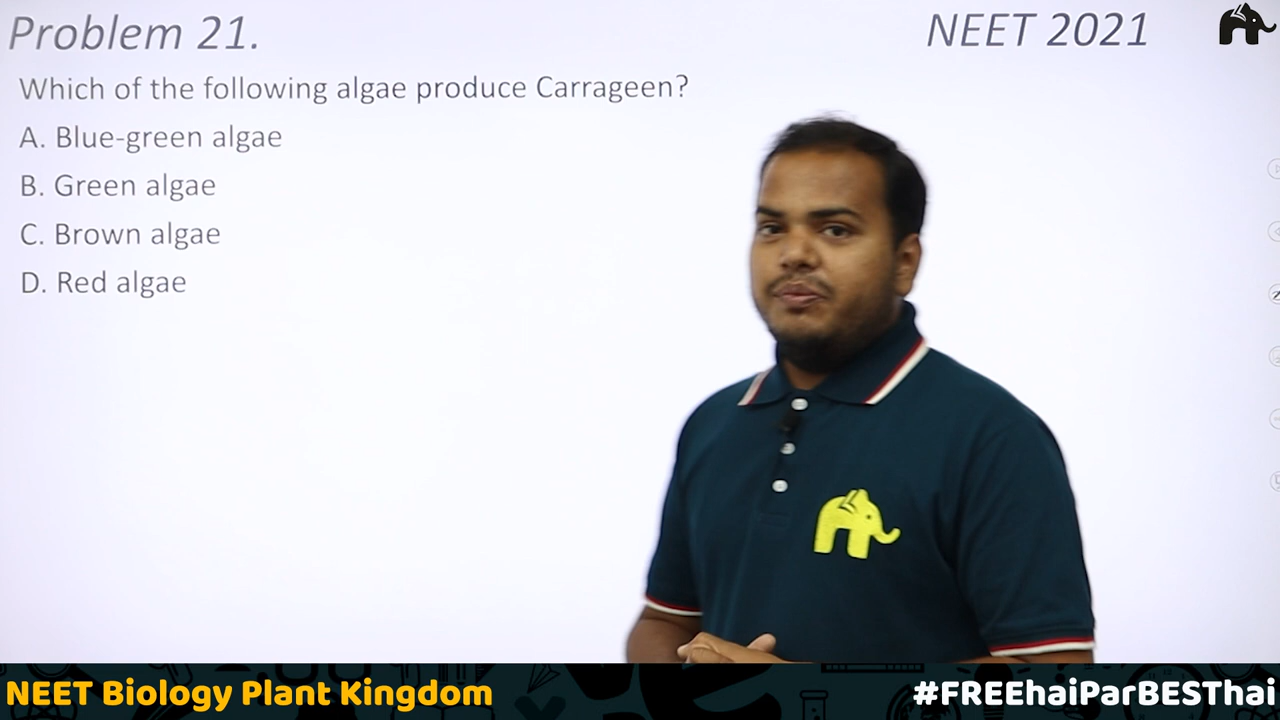 Problem 21.
NEET 2021
Which of the following algae produce Carrageen?
A. Blue-green algae
B. Green algae
C. Brown algae
D. Red algae
NEET Biology Plant Kingdom
#FREEhaiParBESThai